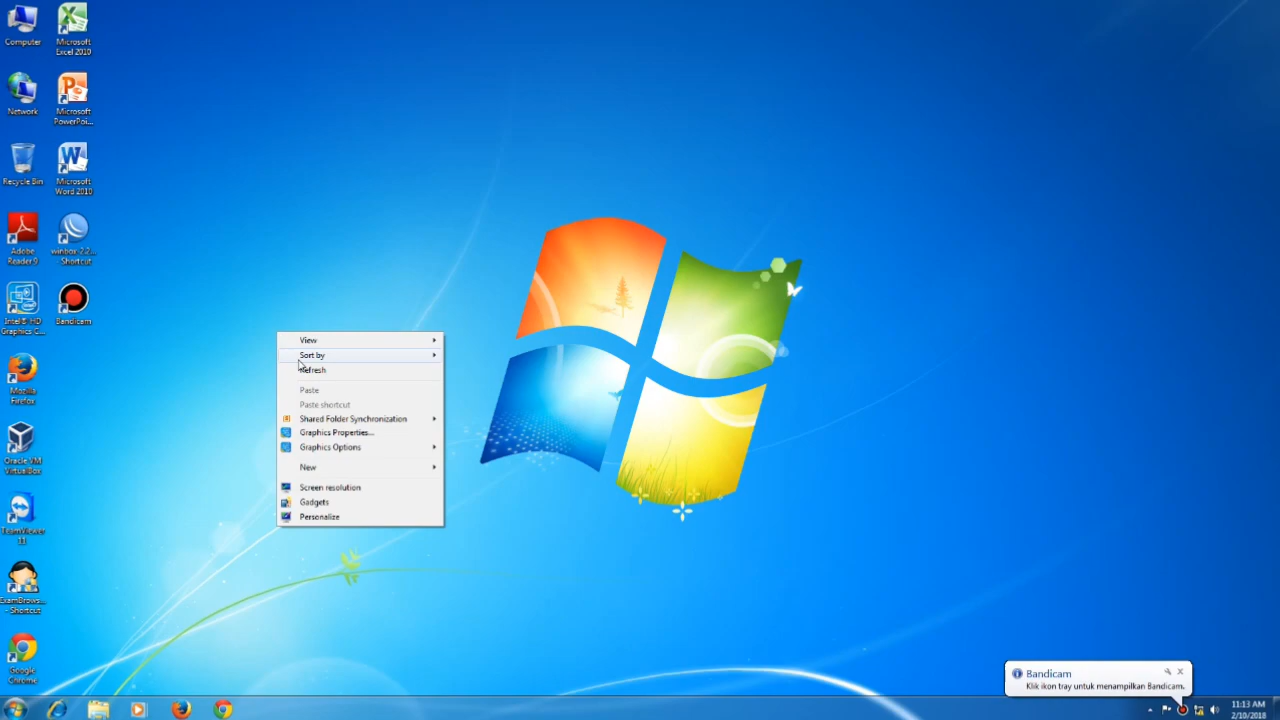 Computer
Microsoft
Excel 2010
Network
Microsoft
PowerPoi...
Recycle Bin
Microsoft
Word 2010
Adobe
Reader 9
winbox-2.2...
- Shortcut
Intel® HD
Graphics C...
Bandicam
Mozilla
Firefox
Oracle VM
VirtualBox
TeamViewer
11
ExamBrows...
- Shortcut
Google
Chrome
View
Sort by
Refresh
Paste
Paste shortcut
Shared Folder Synchronization
Graphics Properties...
Graphics Options
New
Screen resolution
Gadgets
Personalize
Bandicam
Klik ikon tray untuk menampilkan Bandicam.
11:13 AM
2/10/2018